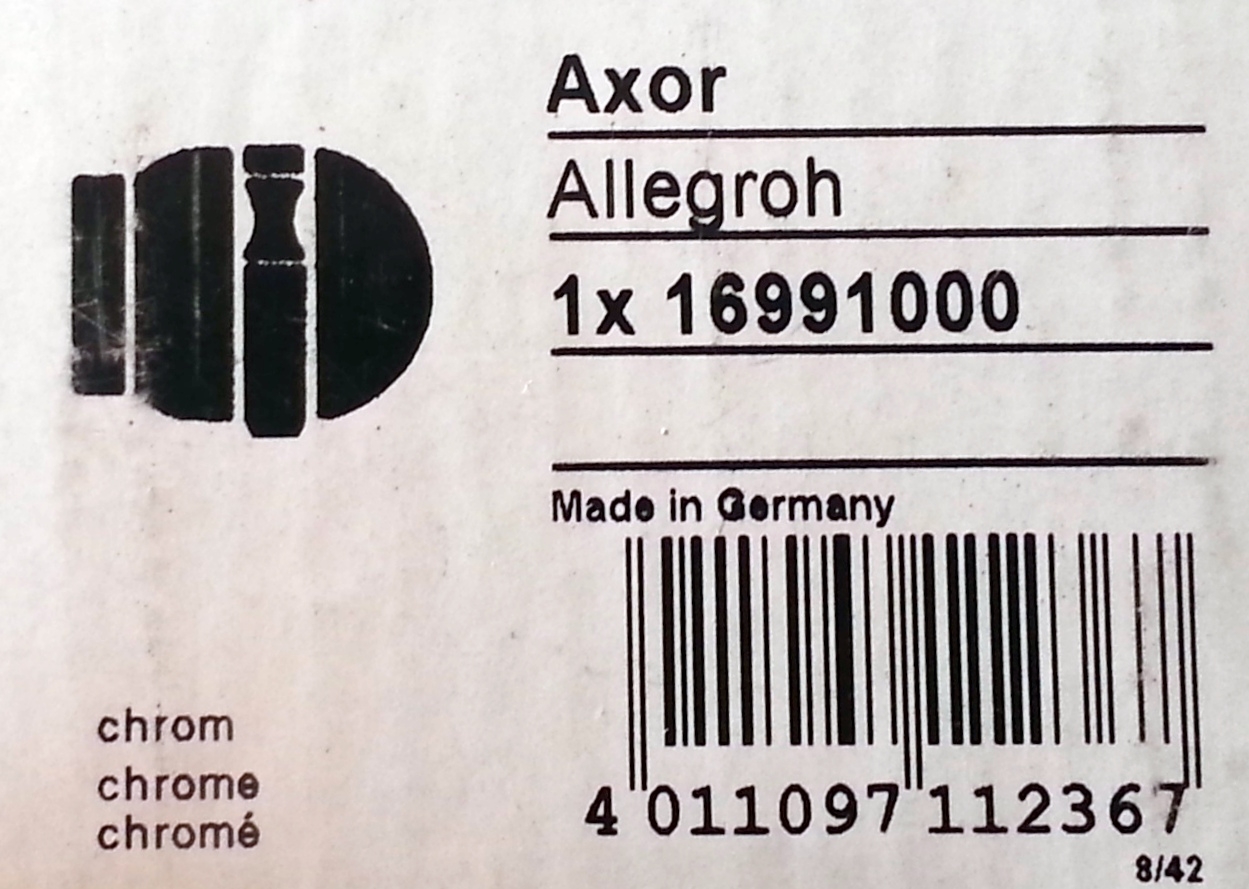 Axor
Allegroh
1x 16991000
Made in Germany
chrom
chrome
chromé
4 011097 112367
8/42